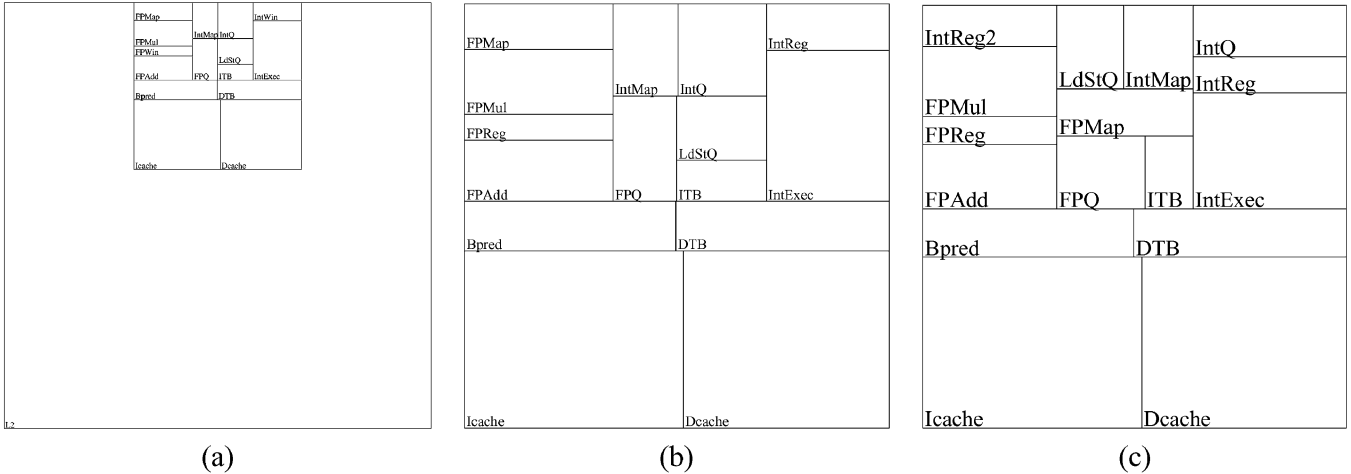 FPMap
IntWin
IntMap
IntQ
FPMul
FPWin
LdStQ
FPAdd
FPQ
ITB
IntExec
Bpred
DTB
Icache
Dcache
L2
(a)
FPMap
IntReg
IntMap
IntQ
FPMul
FPReg
LdStQ
FPAdd
FPQ
ITB
IntExec
Bpred
DTB
Icache
Dcache
(b)
IntReg2
IntQ
LdStQ
IntMap
IntReg
FPMul
FPReg
FPMap
FPAdd
FPQ
ITB
IntExec
Bpred
DTB
Icache
Dcache
(c)